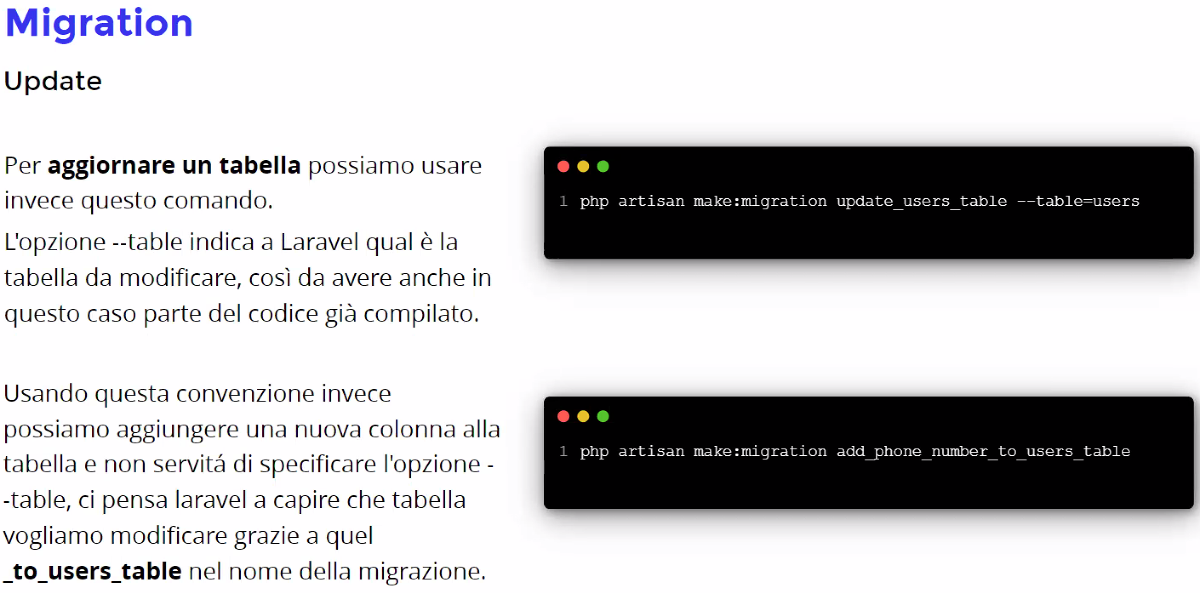 Migration
Update
Per aggiornare un tabella possiamo usare
invece questo comando.
L'opzione --table indica a Laravel qual è la
tabella da modificare, così da avere anche in
questo caso parte del codice già compilato.
1 php artisan make:migration update_users_table --table=users
Usando questa convenzione invece
possiamo aggiungere una nuova colonna alla
tabella e non servitá di specificare l'opzione -
-table, ci pensa laravel a capire che tabella
vogliamo modificare grazie a quel
_to_users_table nel nome della migrazione.
1 php artisan make:migration add_phone_number_to_users_table